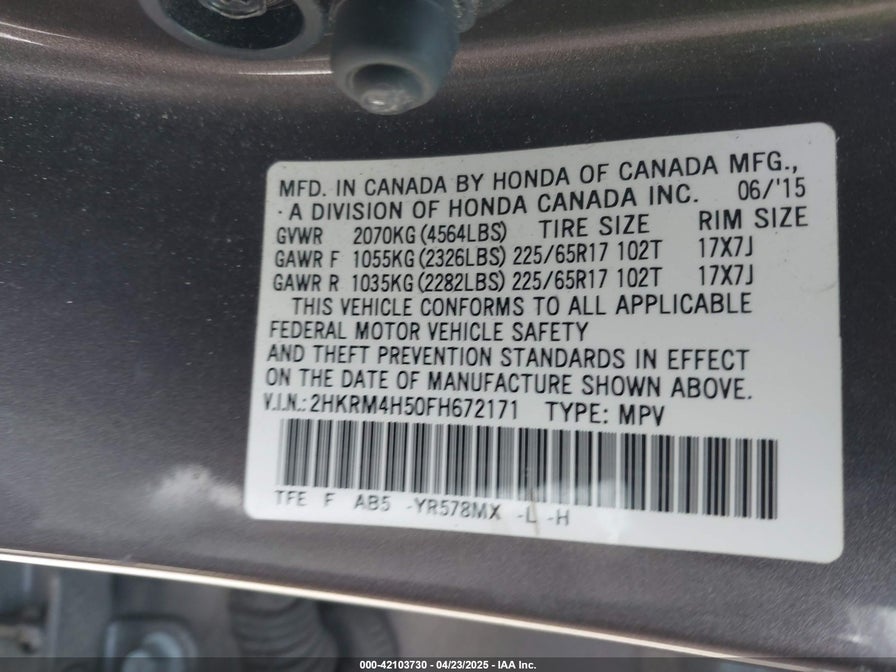 MFD. IN CANADA BY HONDA OF CANADA MFG.,
· A DIVISION OF HONDA CANADA INC. 06/'15
GVWR 2070KG (4564LBS) TIRE SIZE RIM SIZE
GAWR F 1055KG (2326LBS) 225/65R17 102T 17X7J
GAWR R 1035KG (2282LBS) 225/65R17 102T 17X7J
THIS VEHICLE CONFORMS TO ALL APPLICABLE
FEDERAL MOTOR VEHICLE SAFETY
AND THEFT PREVENTION STANDARDS IN EFFECT
ON THE DATE OF MANUFACTURE SHOWN ABOVE.
V.I.N.: 2HKRM4H50FH672171 TYPE: MPV
TFE F AB5 -YR578MX -L -H
000-42103730 - 04/23/2025 - IAA Inc.